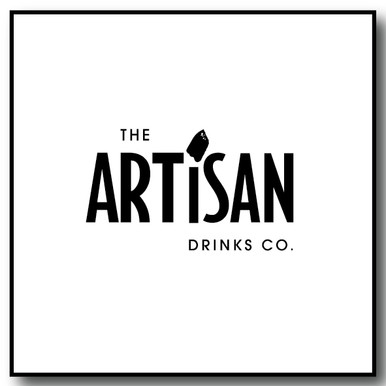 THE
ARTiSAN
DRINKS CO.